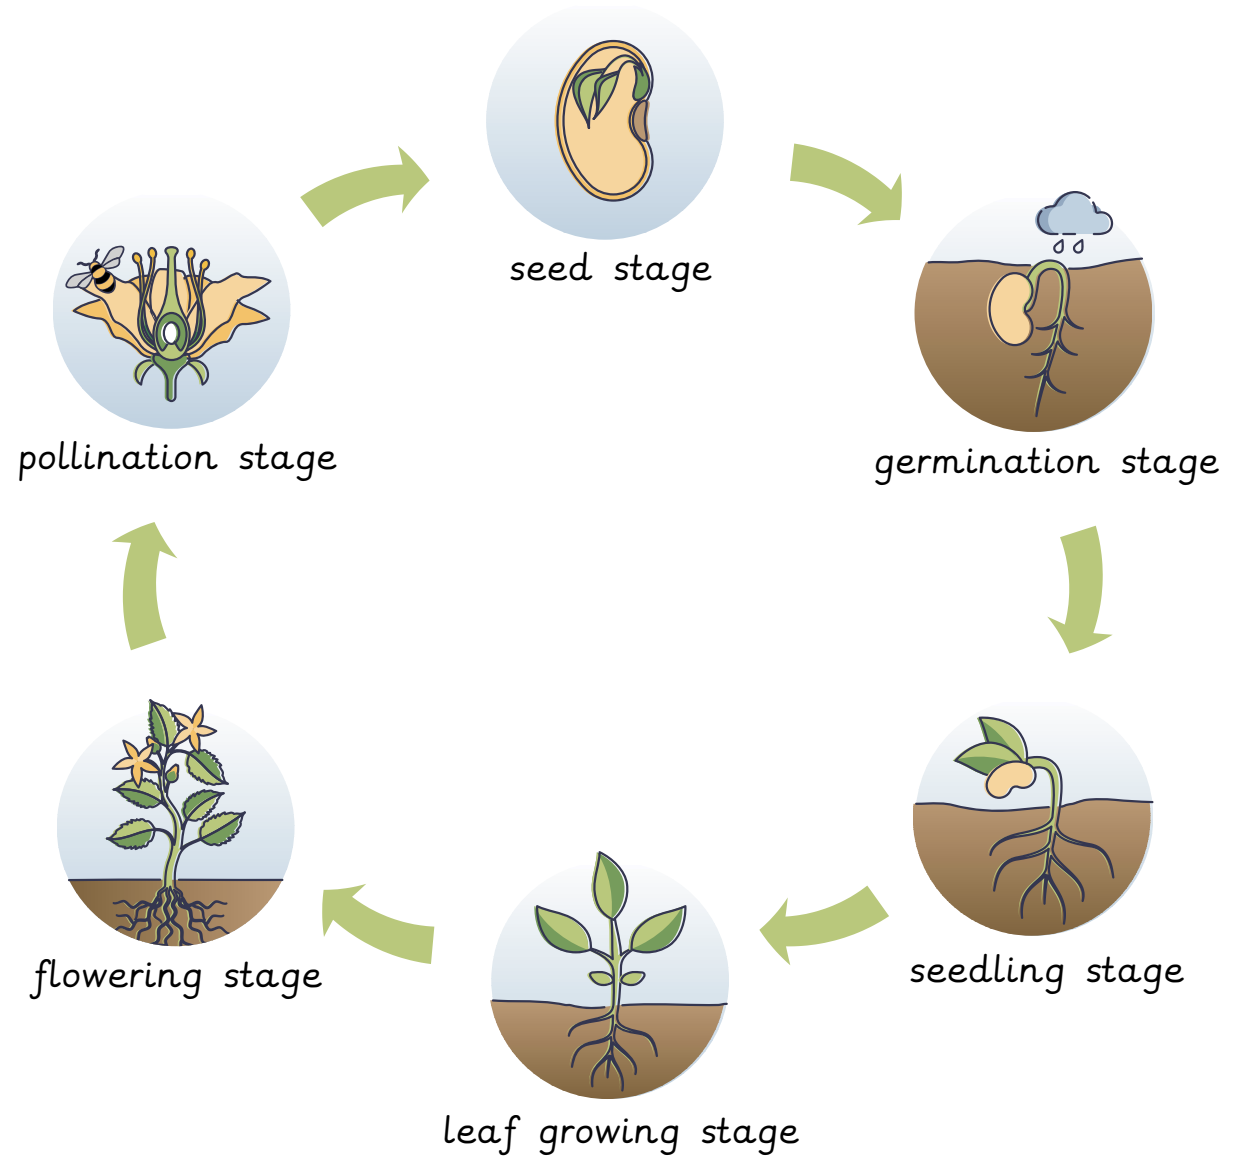 seed stage
germination stage
seedling stage
leaf growing stage
flowering stage
pollination stage